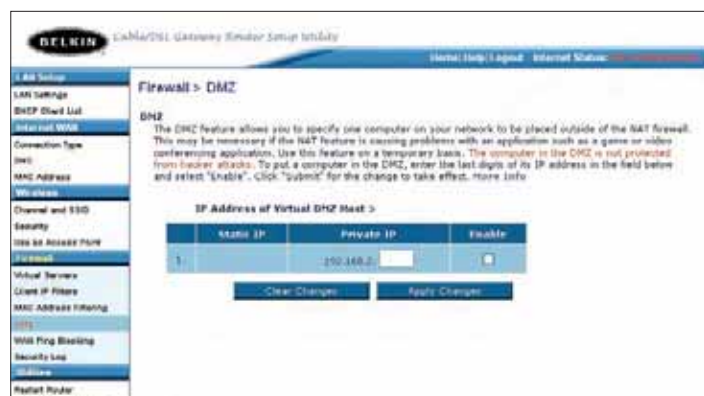 BELKIN Cable/DSL Gateway Router Setup Utility
Home|Help|Logout Internet Status:
LAN Setup
LAN Settings
DHCP Client List
Internet WAN
Connection Type
DNS
MAC Address
Wireless
Channel and SSID
Security
Use as Access Point
Firewall
Virtual Servers
Client IP Filters
MAC Address Filtering
DMZ
WAN Ping Blocking
Security Log
Utilities
Restart Router
Firewall > DMZ
DMZ
The DMZ feature allows you to specify one computer on your network to be placed outside of the NAT firewall.
This may be necessary if the NAT feature is causing problems with an application such as a game or video
conferencing application. Use this feature on a temporary basis. The computer in the DMZ is not protected
from hacker attacks. To put a computer in the DMZ, enter the last digits of its IP address in the field below
and select "Enable". Click "Submit" for the change to take effect. More Info
IP Address of Virtual DMZ Host >
Static IP Private IP Enable
1. 192.168.2.
Clear Changes Apply Changes